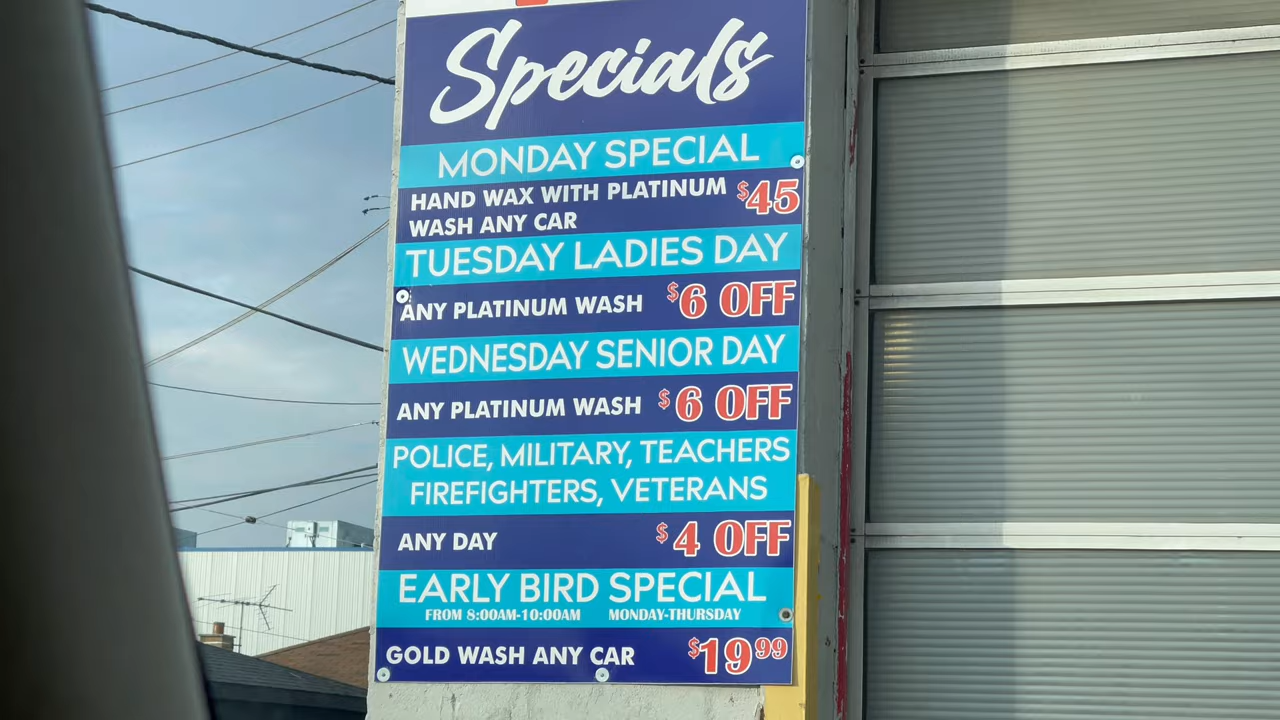 Specials
MONDAY SPECIAL
HAND WAX WITH PLATINUM $45
WASH ANY CAR
TUESDAY LADIES DAY
ANY PLATINUM WASH $6 OFF
WEDNESDAY SENIOR DAY
ANY PLATINUM WASH $6 OFF
POLICE, MILITARY, TEACHERS
FIREFIGHTERS, VETERANS
ANY DAY $4 OFF
EARLY BIRD SPECIAL
FROM 8:00AM-10:00AM MONDAY-THURSDAY
GOLD WASH ANY CAR $19 99